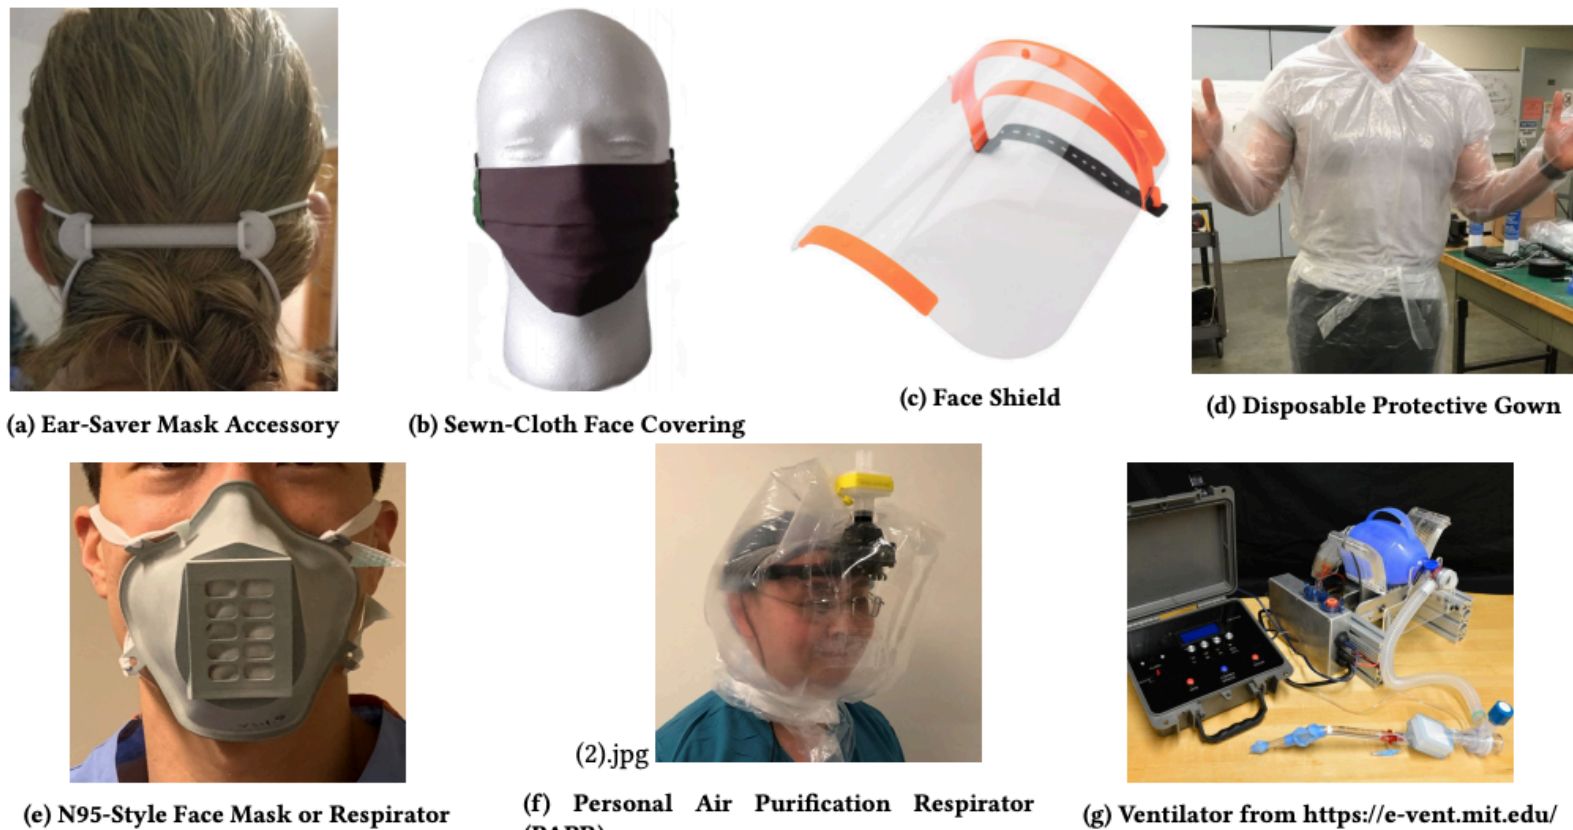 (a) Ear-Saver Mask Accessory
(b) Sewn-Cloth Face Covering
(c) Face Shield
(d) Disposable Protective Gown
(2).jpg
(e) N95-Style Face Mask or Respirator
(f) Personal Air Purification Respirator
(g) Ventilator from https://e-vent.mit.edu/